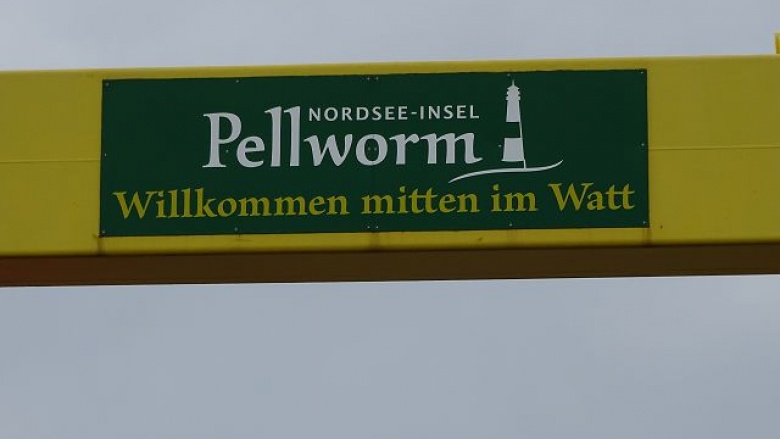 NORDSEE-INSEL
Pellworm
Willkommen mitten im Watt